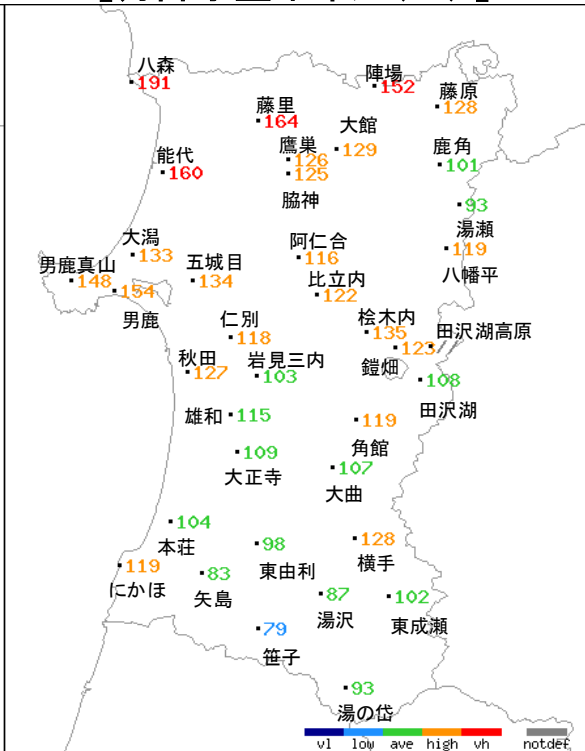 八森
191
陣場
152
藤原
128
藤里
164
大館
129
鷹巣
126
125
脇神
鹿角
101
能代
160
93
湯瀬
119
八幡平
大潟
133
男鹿真山
148
154
男鹿
五城目
134
阿仁合
116
比立内
122
仁別
118
桧木内
135
田沢湖高原
123
鎧畑
秋田
127
岩見三内
103
108
田沢湖
雄和
115
119
角館
109
大正寺
107
大曲
104
本荘
98
東由利
128
横手
119
にかほ
83
矢島
87
湯沢
102
東成瀬
79
笹子
93
湯の岱
vl low ave high vh notdef